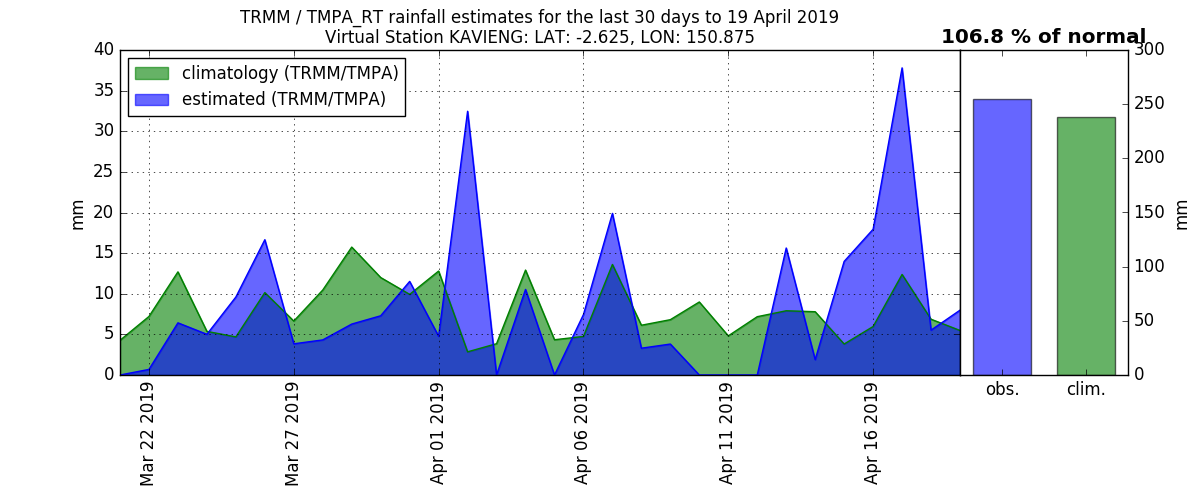 TRMM / TMPA_RT rainfall estimates for the last 30 days to 19 April 2019
Virtual Station KAVIENG: LAT: -2.625, LON: 150.875
106.8 % of normal
climatology (TRMM/TMPA)
estimated (TRMM/TMPA)
mm
40
35
30
25
20
15
10
5
0
Mar 22 2019
Mar 27 2019
Apr 01 2019
Apr 06 2019
Apr 11 2019
Apr 16 2019
300
250
200
150
100
50
0
mm
obs.
clim.